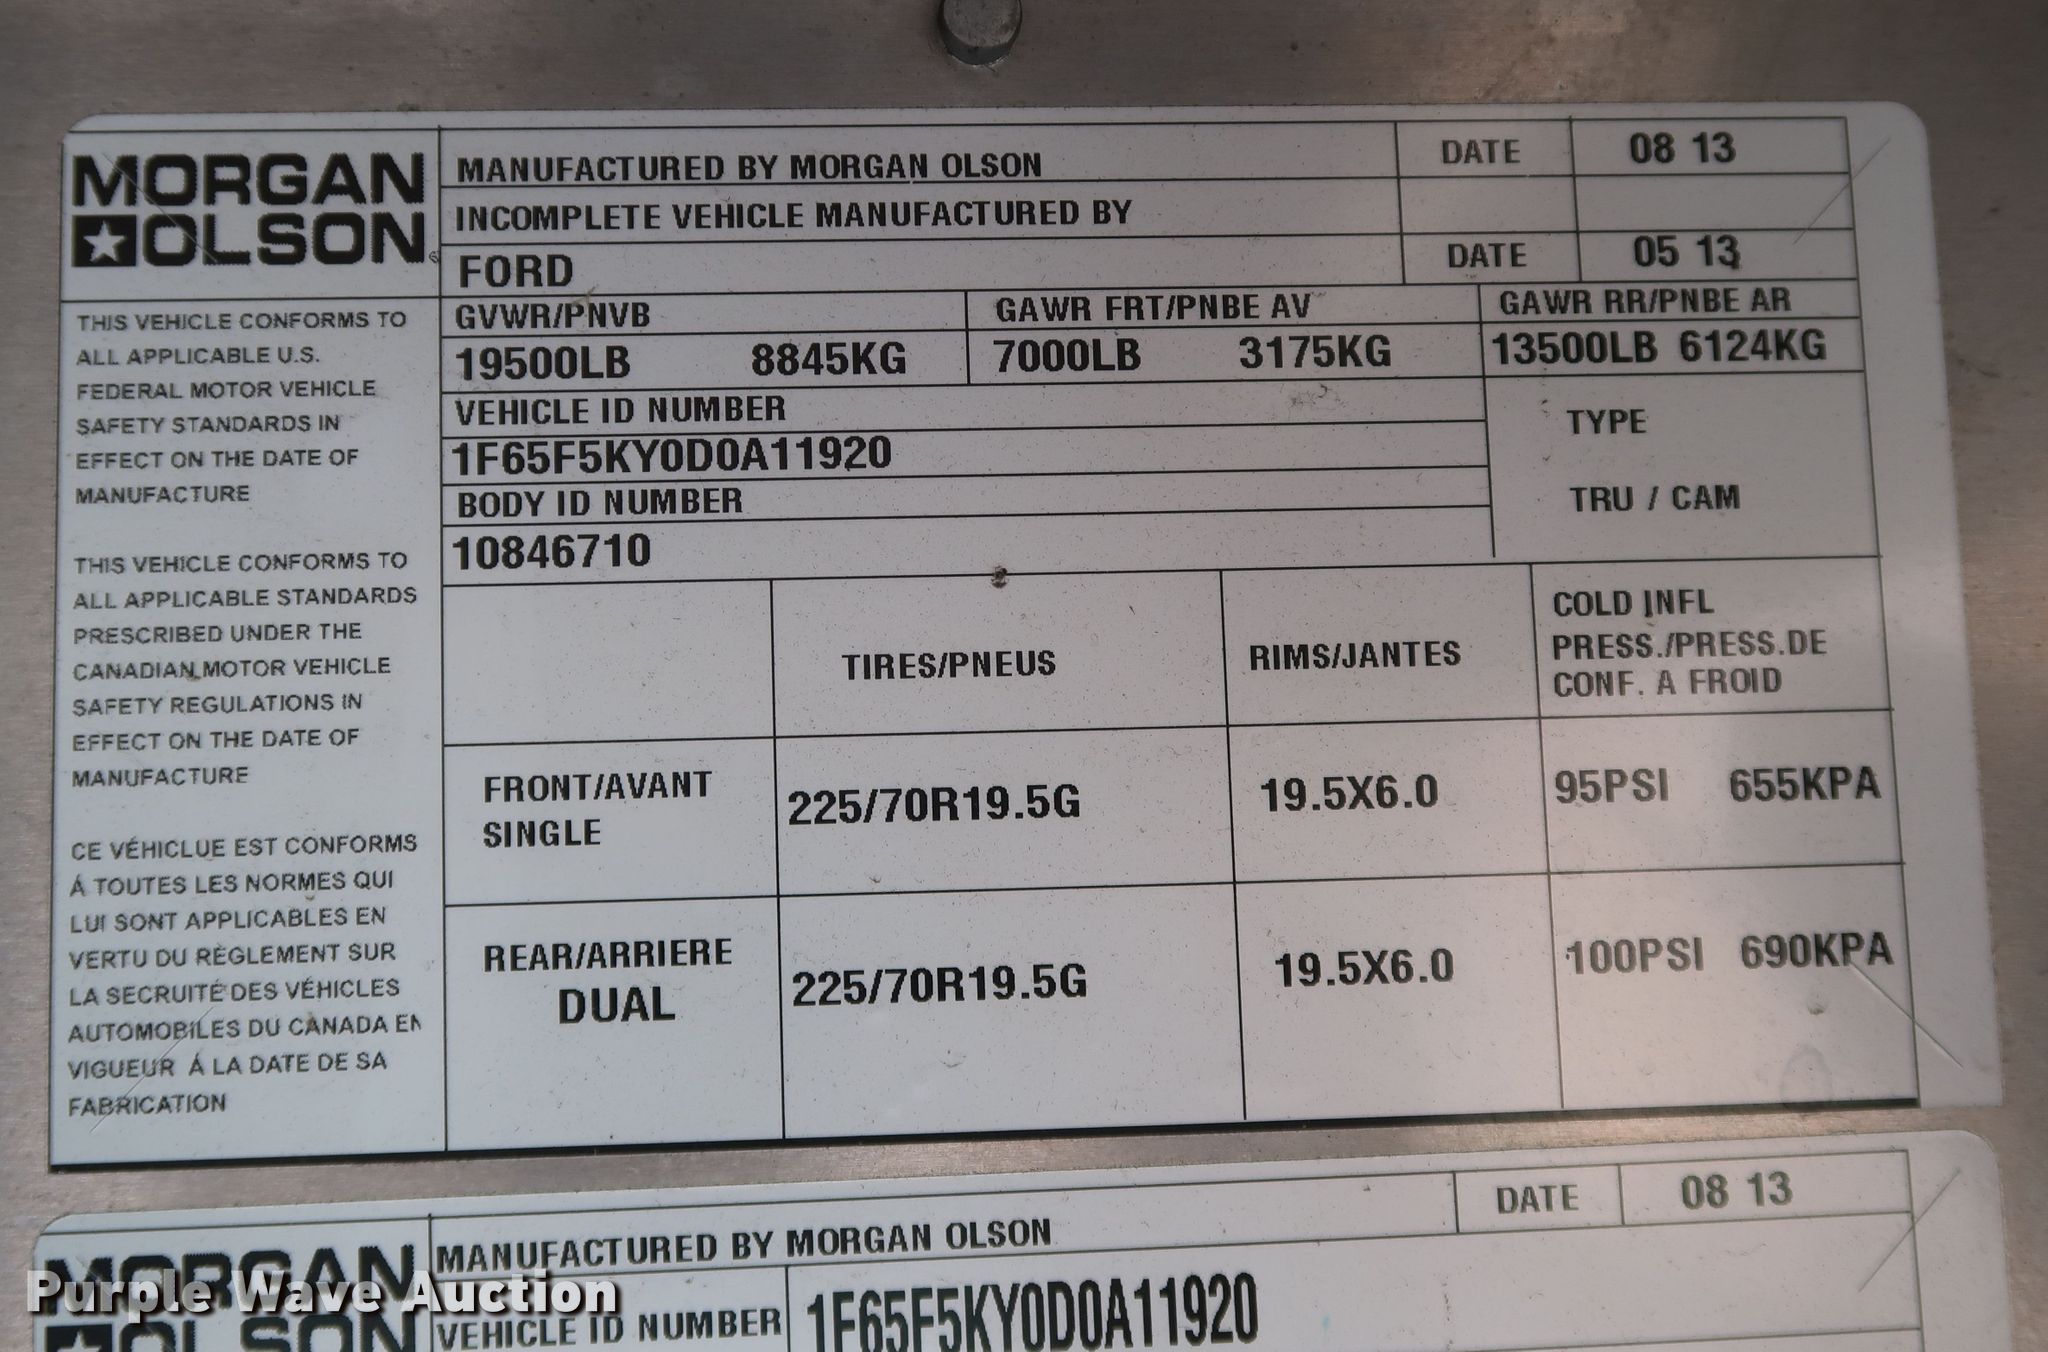 MORGAN
OLSON
MANUFACTURED BY MORGAN OLSON DATE 08 13
INCOMPLETE VEHICLE MANUFACTURED BY
FORD DATE 05 13
GVWR/PNVB GAWR FRT/PNBE AV GAWR RR/PNBE AR
19500LB 8845KG 7000LB 3175KG 13500LB 6124KG
VEHICLE ID NUMBER
1F65F5KY0D0A11920
BODY ID NUMBER
10846710
TYPE
TRU / CAM
THIS VEHICLE CONFORMS TO
ALL APPLICABLE U.S.
FEDERAL MOTOR VEHICLE
SAFETY STANDARDS IN
EFFECT ON THE DATE OF
MANUFACTURE
THIS VEHICLE CONFORMS TO
ALL APPLICABLE STANDARDS
PRESCRIBED UNDER THE
CANADIAN MOTOR VEHICLE
SAFETY REGULATIONS IN
EFFECT ON THE DATE OF
MANUFACTURE
CE VÉHICLUE EST CONFORMS
Á TOUTES LES NORMES QUI
LUI SONT APPLICABLES EN
VERTU DU RÈGLEMENT SUR
LA SECRUITÉ DES VÉHICLES
AUTOMOBILES DU CANADA EN
VIGUEUR Á LA DATE DE SA
FABRICATION
TIRES/PNEUS RIMS/JANTES
COLD INFL
PRESS./PRESS.DE
CONF. A FROID
FRONT/AVANT
SINGLE
225/70R19.5G 19.5X6.0 95PSI 655KPA
REAR/ARRIERE
DUAL
225/70R19.5G 19.5X6.0 100PSI 690KPA
MORGAN
OLSON
MANUFACTURED BY MORGAN OLSON DATE 08 13
VEHICLE ID NUMBER 1F65F5KY0D0A11920
Purple Wave Auction